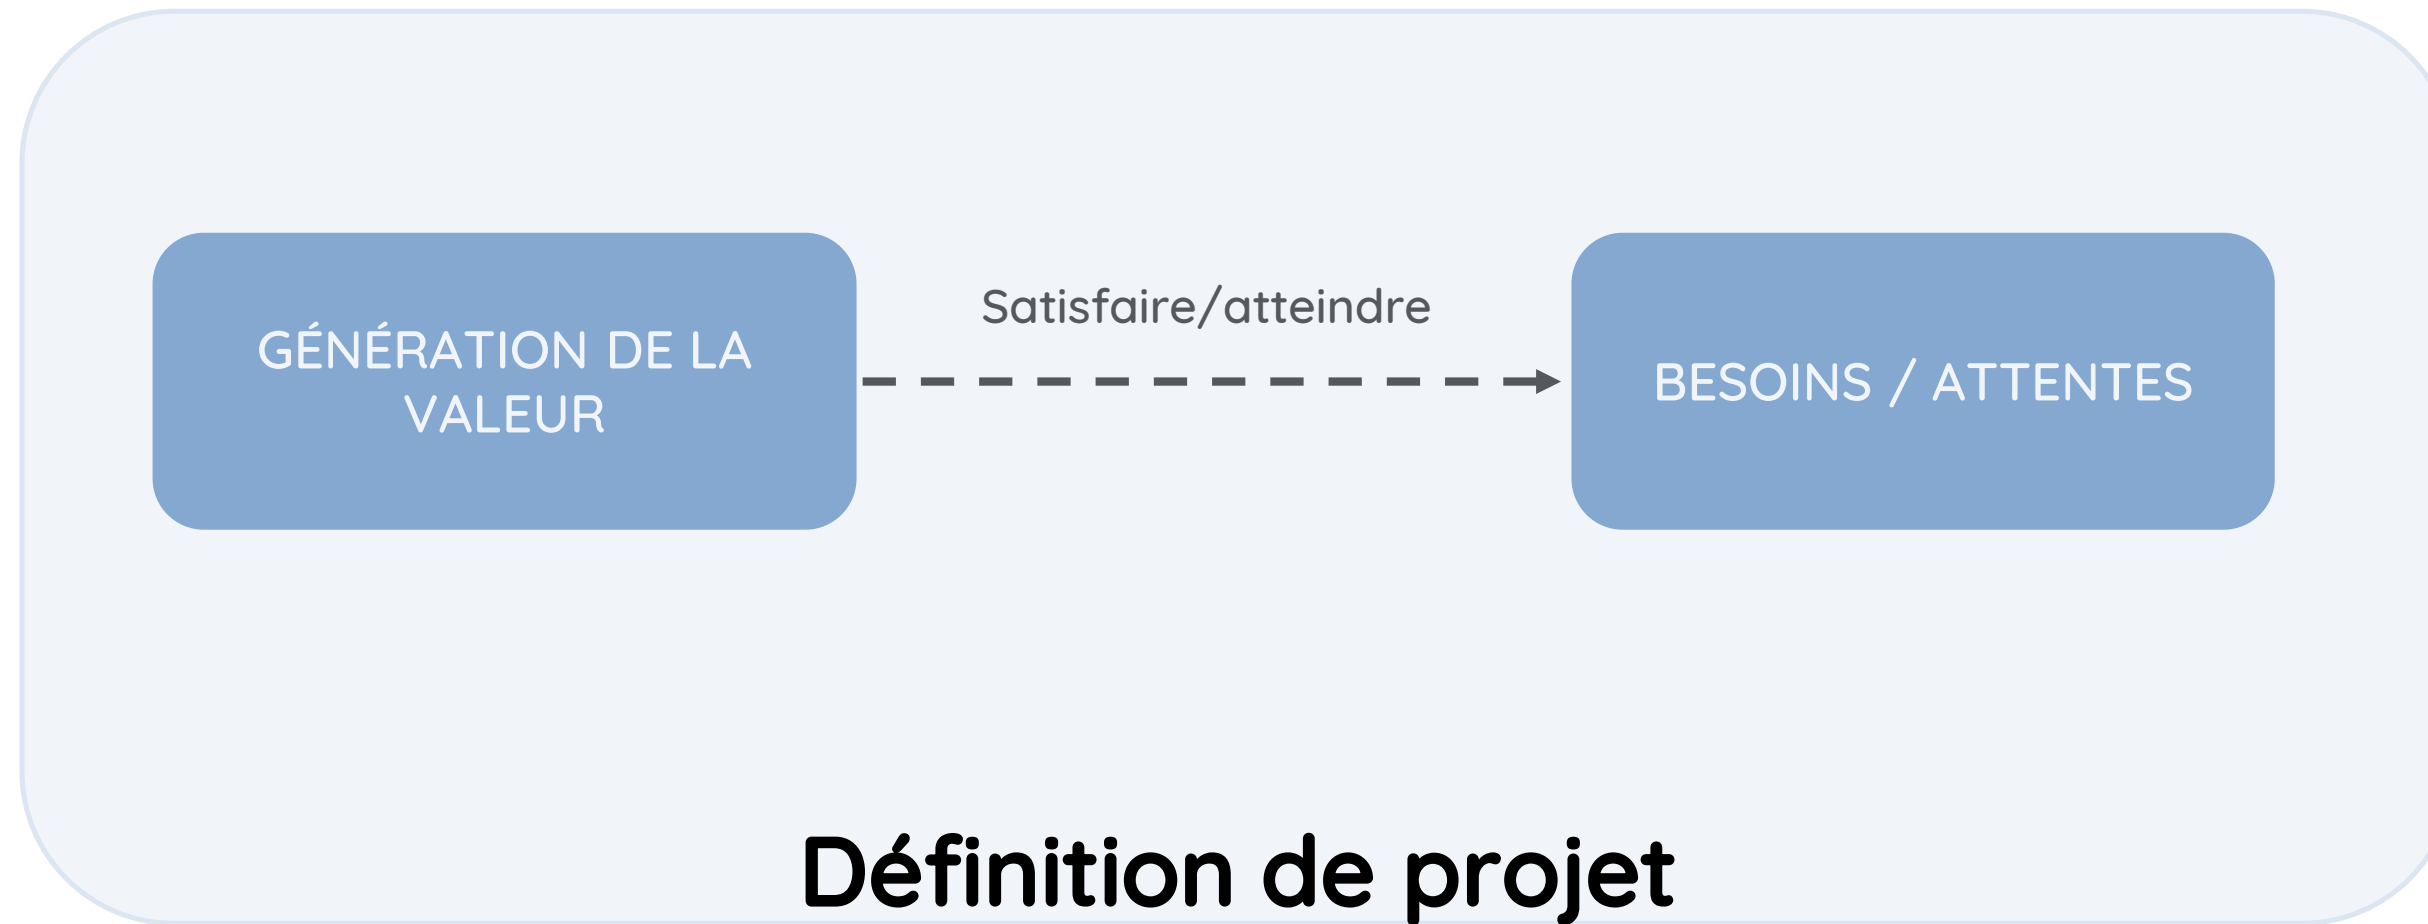 GÉNÉRATION DE LA
VALEUR
Satisfaire/atteindre
BESOINS / ATTENTES
Définition de projet